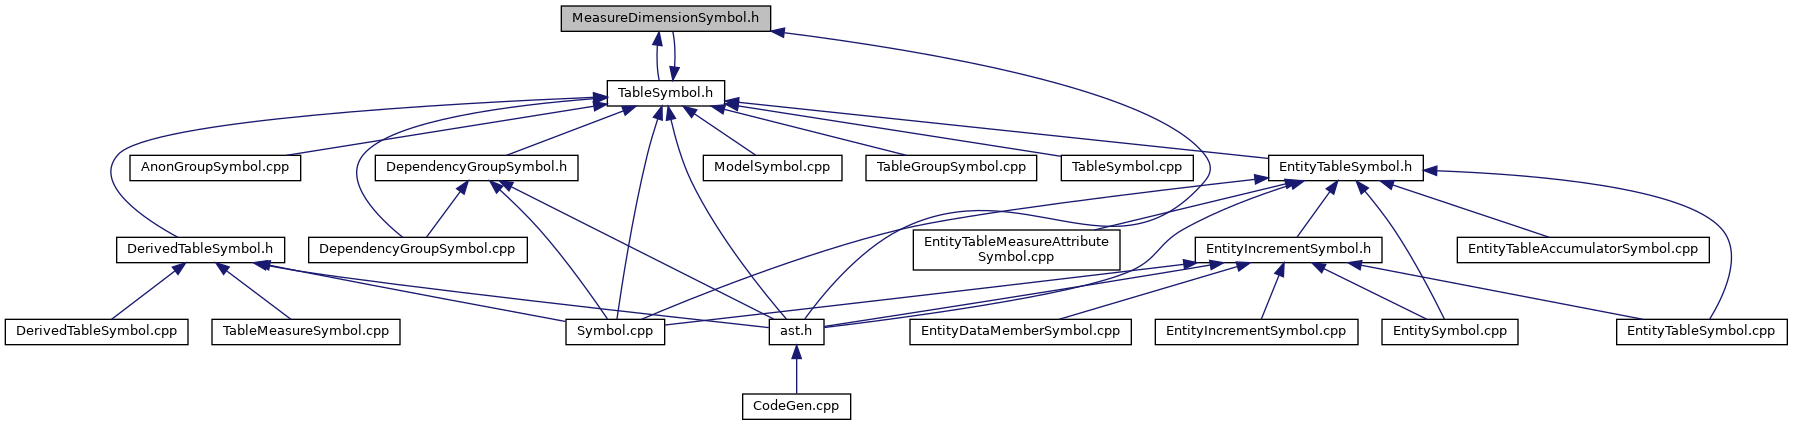 MeasureDimensionSymbol.h
TableSymbol.h
AnonGroupSymbol.cpp
DependencyGroupSymbol.h
ModelSymbol.cpp
TableGroupSymbol.cpp
TableSymbol.cpp
EntityTableSymbol.h
DerivedTableSymbol.h
DependencyGroupSymbol.cpp
EntityTableMeasureAttribute
Symbol.cpp
EntityIncrementSymbol.h
EntityTableAccumulatorSymbol.cpp
DerivedTableSymbol.cpp
TableMeasureSymbol.cpp
Symbol.cpp
ast.h
EntityDataMemberSymbol.cpp
EntityIncrementSymbol.cpp
EntitySymbol.cpp
EntityTableSymbol.cpp
CodeGen.cpp